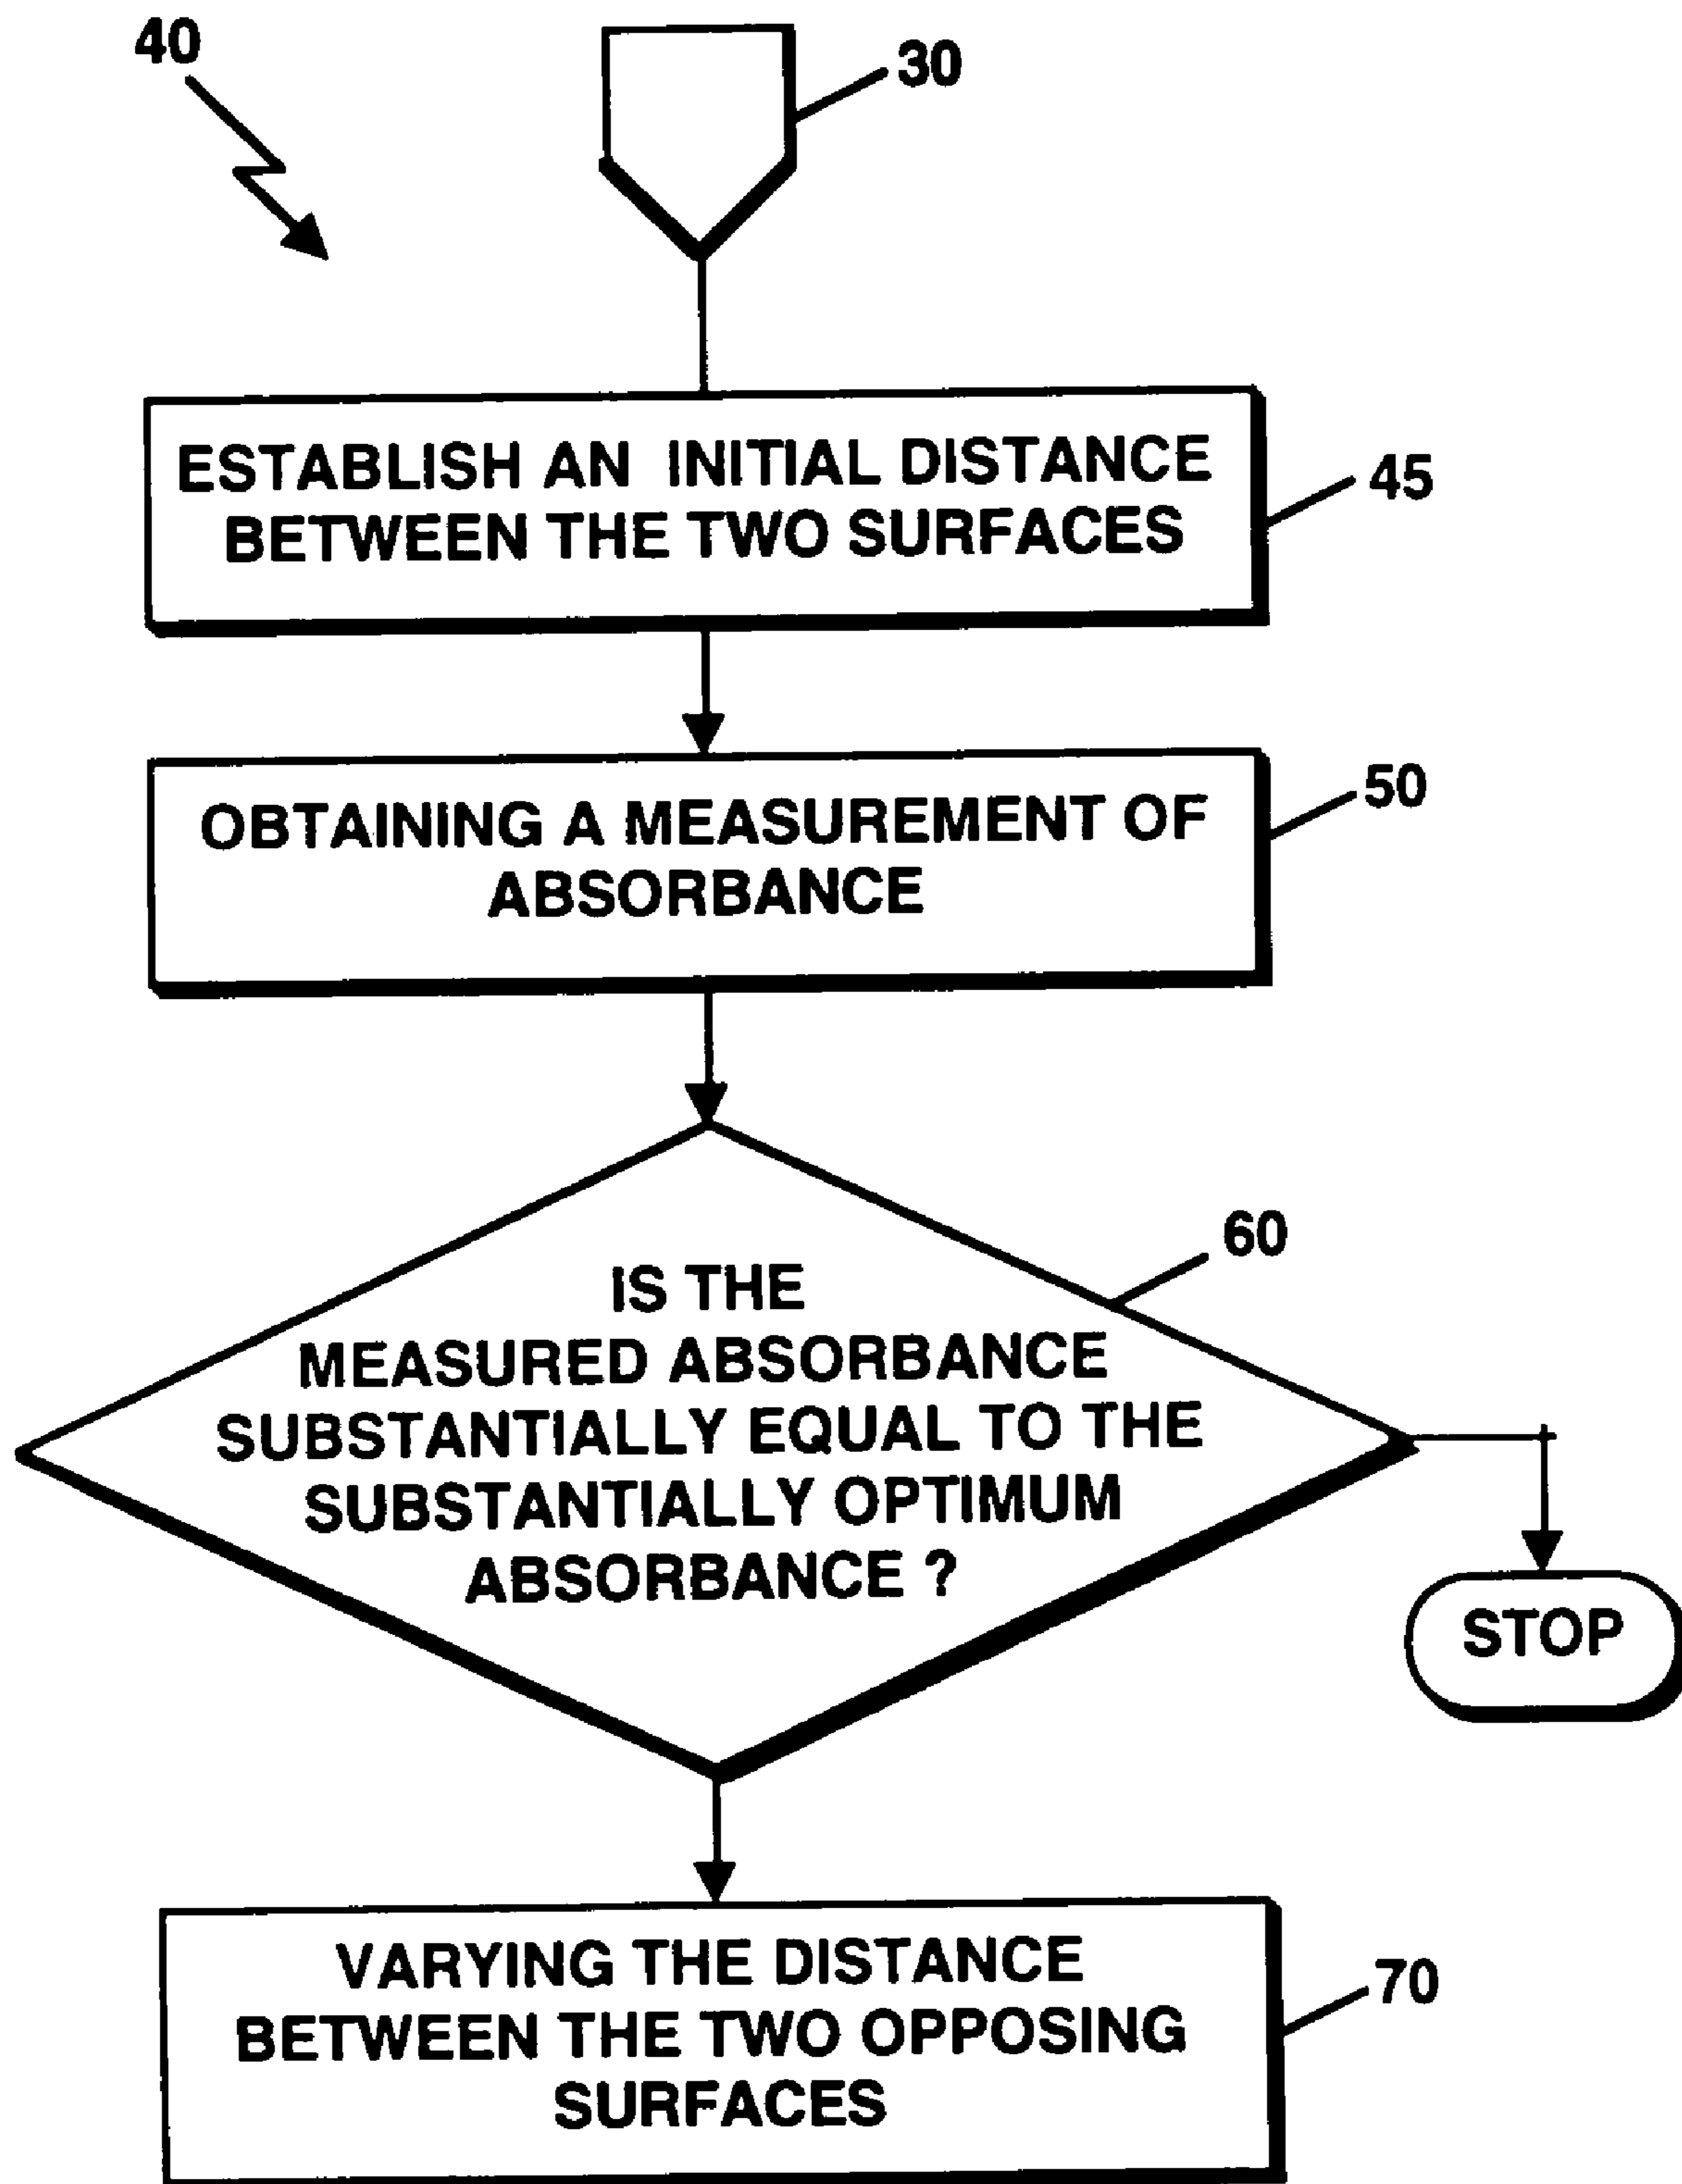 40
30
ESTABLISH AN INITIAL DISTANCE
BETWEEN THE TWO SURFACES
45
OBTAINING A MEASUREMENT OF
ABSORBANCE
50
60
IS THE
MEASURED ABSORBANCE
SUBSTANTIALLY EQUAL TO THE
SUBSTANTIALLY OPTIMUM
ABSORBANCE ?
STOP
VARYING THE DISTANCE
BETWEEN THE TWO OPPOSING
SURFACES
70